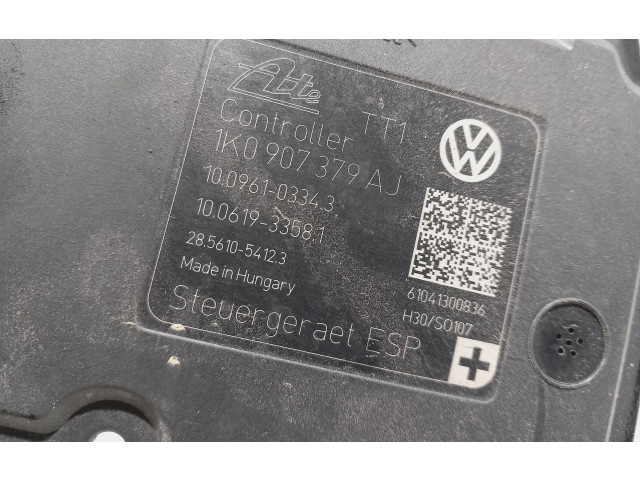 Ate TT1
Controller
1K0 907 379 AJ
10.0961-0334.3
10.0619-3358.1
28.5610-5412.3
Made in Hungary
61041300836
H30/SO107
Steuergeraet ESP